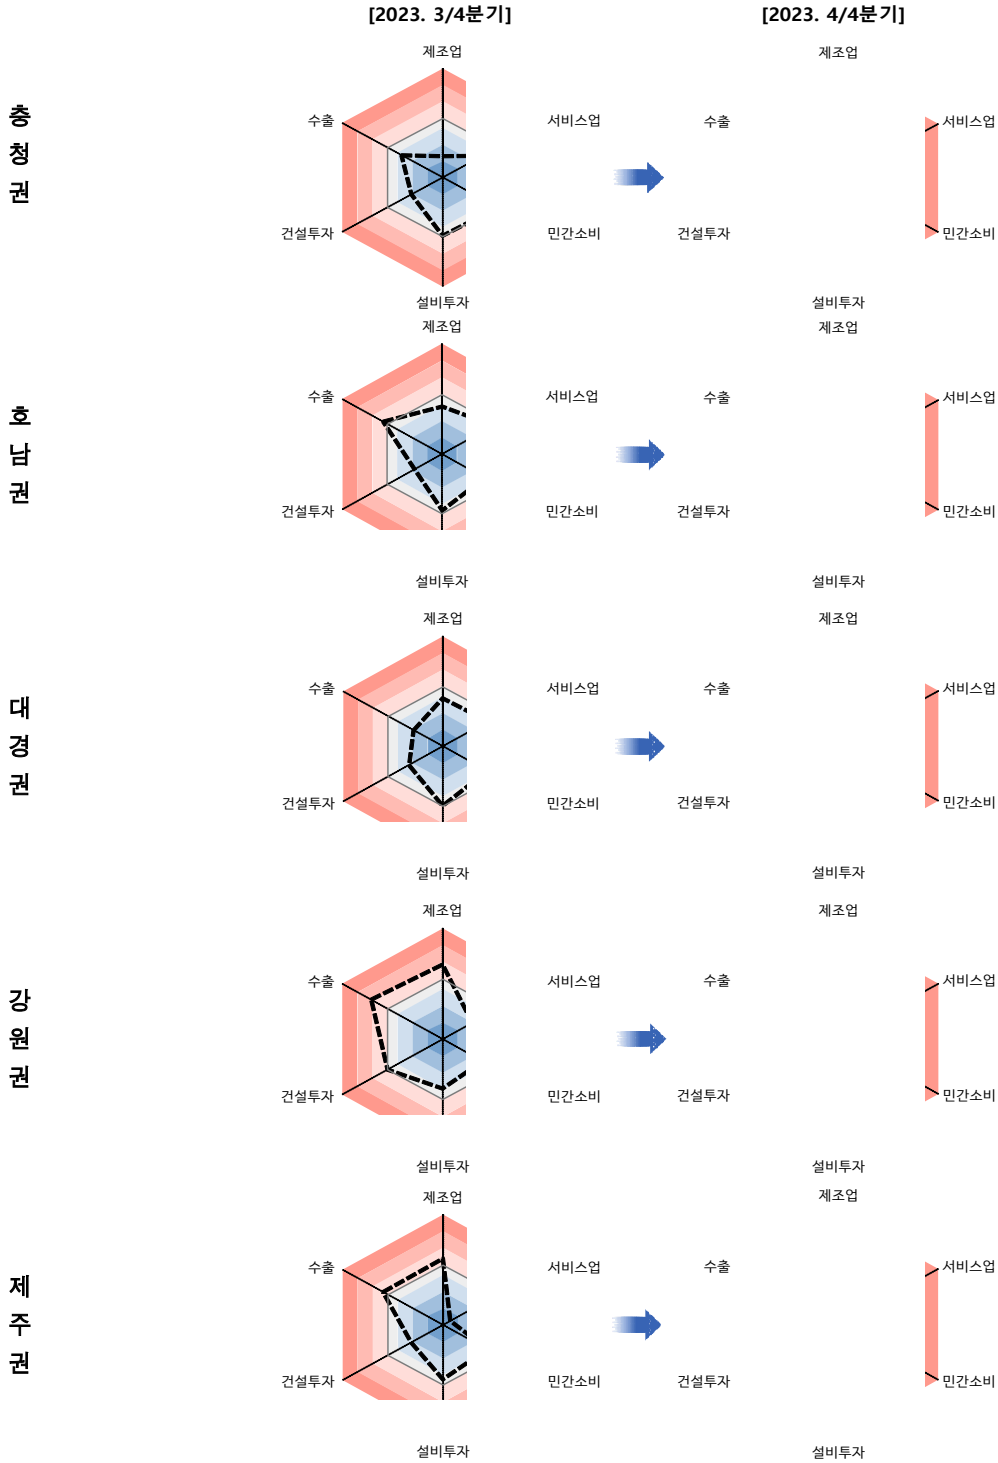 [2023. 3/4분기]
[2023. 4/4분기]
충
청
권
제조업
수출
서비스업
건설투자
민간소비
설비투자
제조업
수출
서비스업
건설투자
민간소비
설비투자
호
남
권
제조업
수출
서비스업
건설투자
민간소비
설비투자
제조업
수출
서비스업
건설투자
민간소비
설비투자
대
경
권
제조업
수출
서비스업
건설투자
민간소비
설비투자
제조업
수출
서비스업
건설투자
민간소비
설비투자
강
원
권
제조업
수출
서비스업
건설투자
민간소비
설비투자
제조업
수출
서비스업
건설투자
민간소비
설비투자
제
주
권
제조업
수출
서비스업
건설투자
민간소비
설비투자
제조업
수출
서비스업
건설투자
민간소비
설비투자